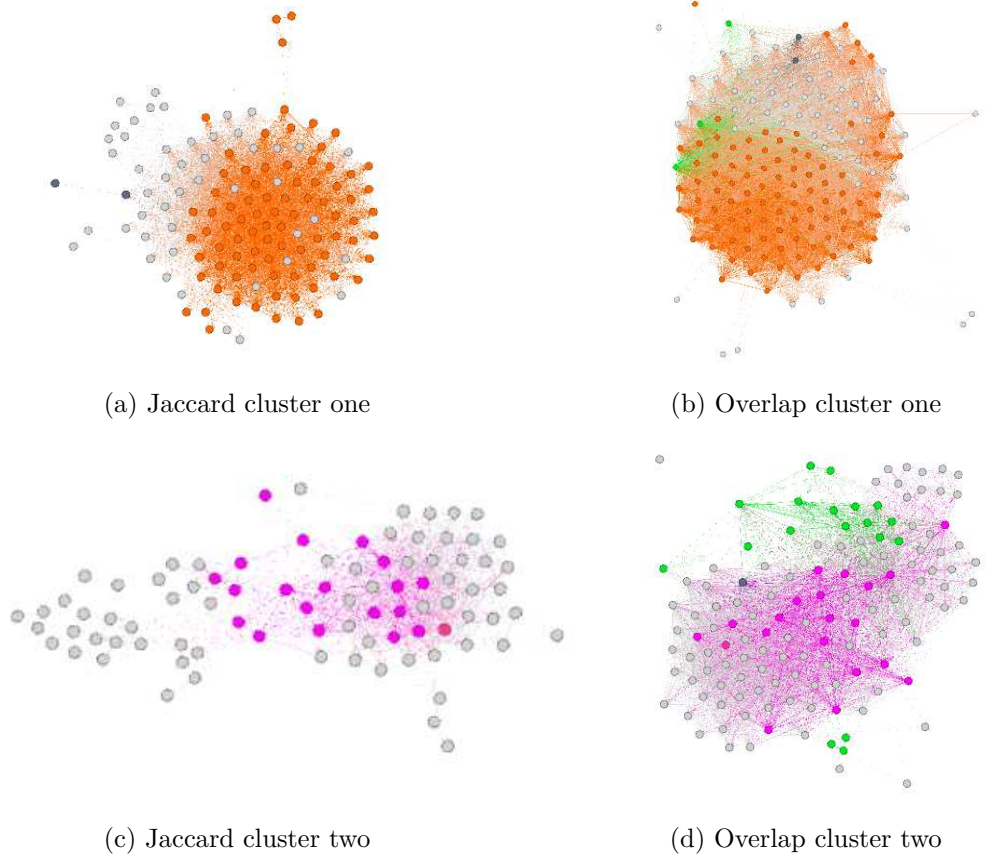 (a) Jaccard cluster one
(b) Overlap cluster one
(c) Jaccard cluster two
(d) Overlap cluster two